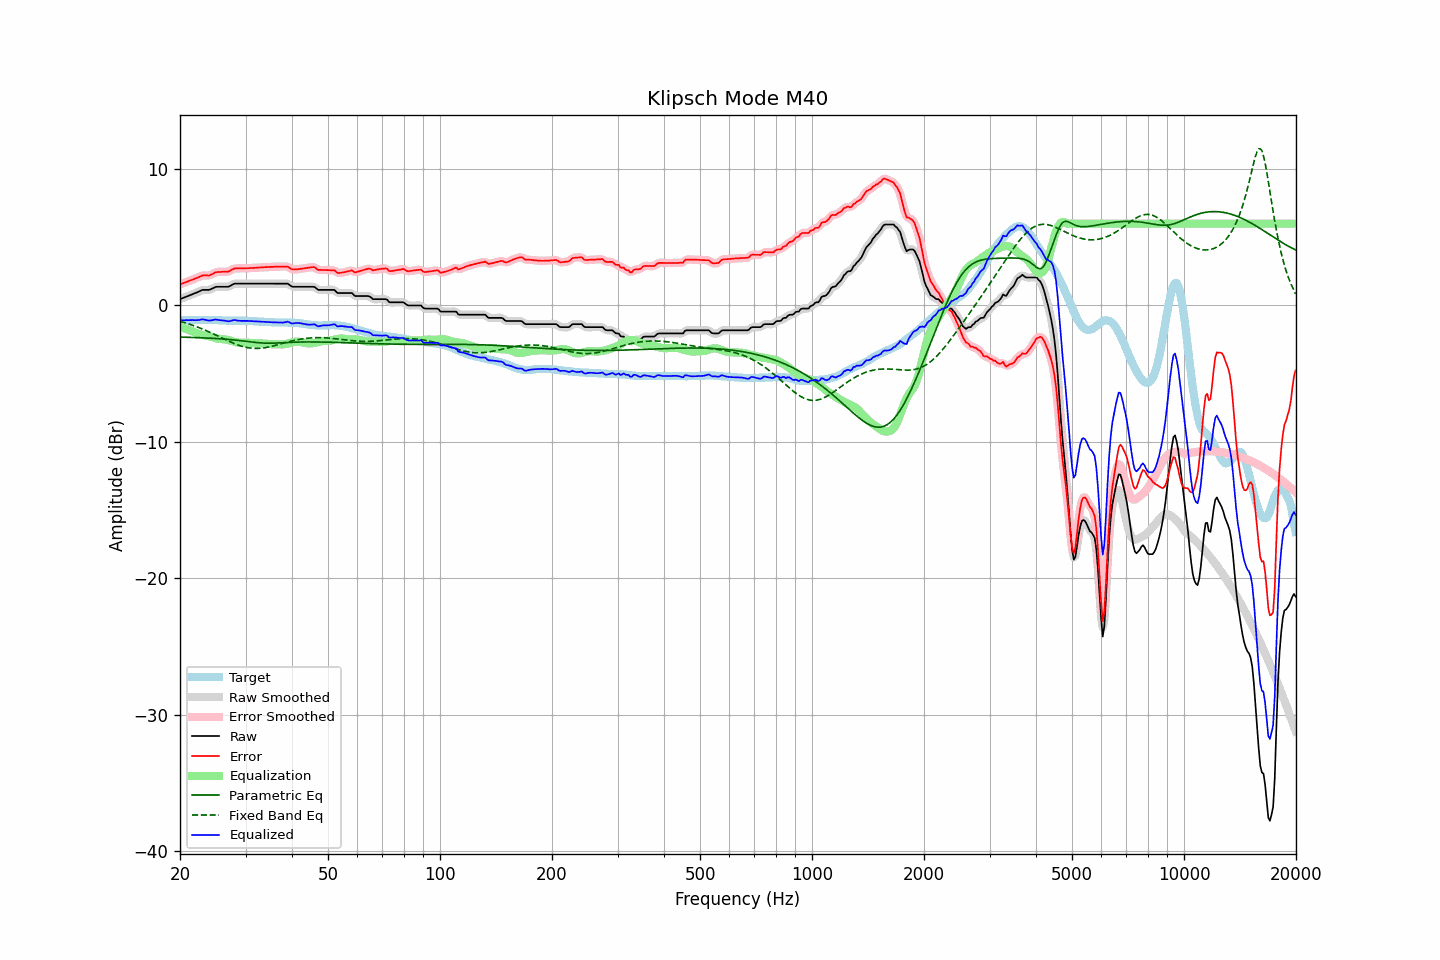 Klipsch Mode M40
Amplitude (dBr)
10
0
−10
−20
−30
−40
Target
Raw Smoothed
Error Smoothed
Raw
Error
Equalization
Parametric Eq
Fixed Band Eq
Equalized
20 50 100 200 500 1000 2000 5000 10000 20000
Frequency (Hz)